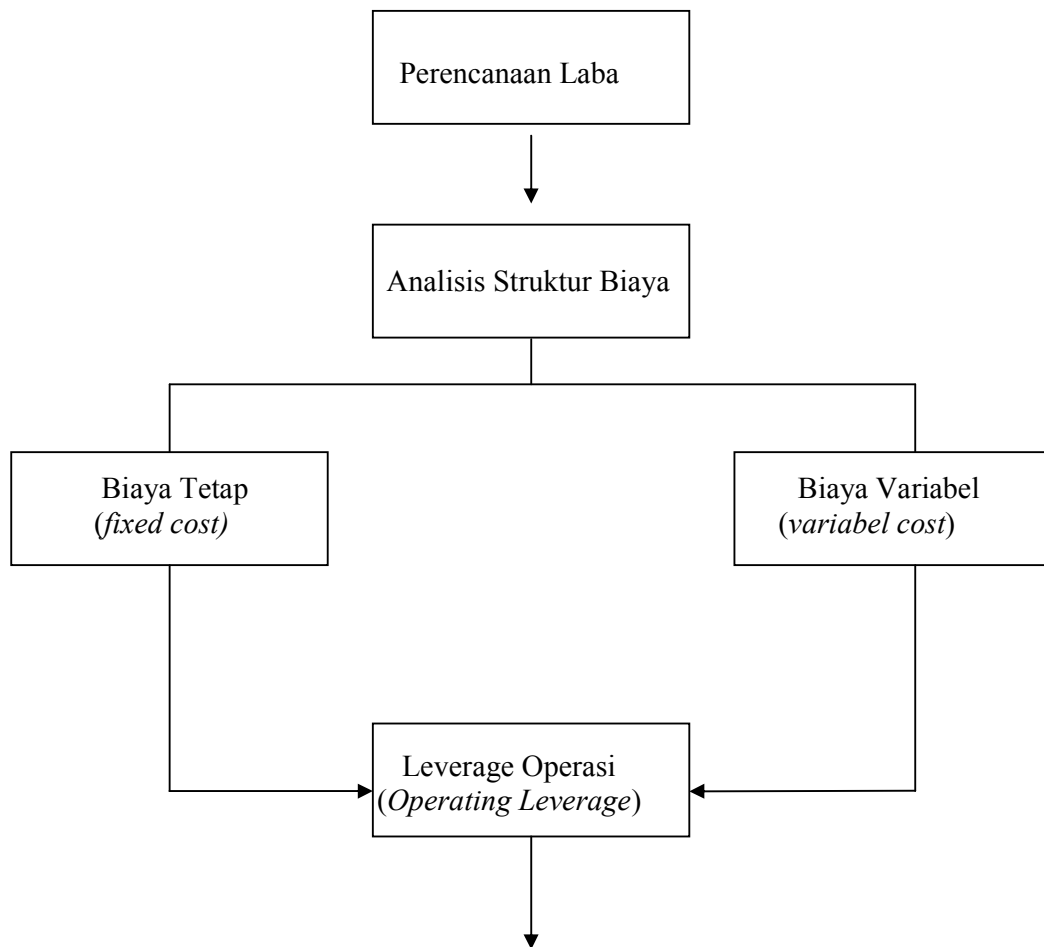 Perencanaan Laba
Analisis Struktur Biaya
Biaya Tetap
(fixed cost)
Biaya Variabel
(variabel cost)
Leverage Operasi
(Operating Leverage)